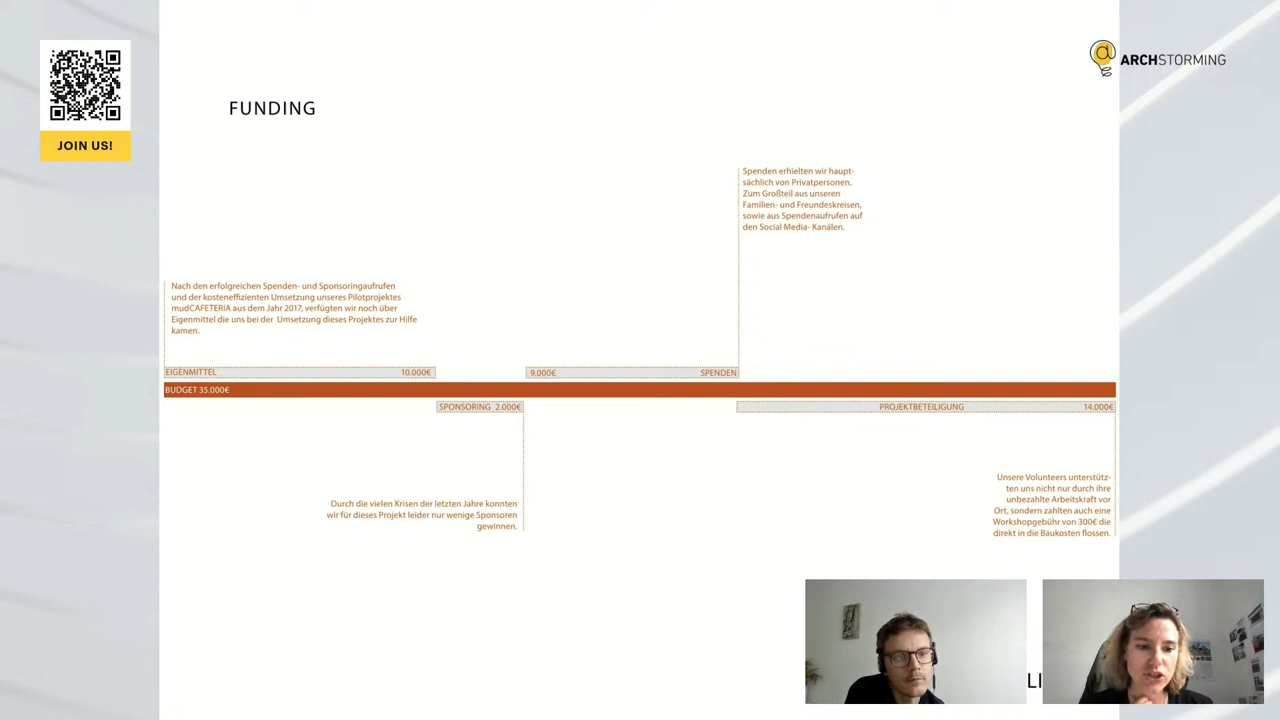 ARCHSTORMING
JOIN US!
FUNDING
Spenden erhielten wir haupt-
sächlich von Privatpersonen.
Zum Großteil aus unseren
Familien- und Freundeskreisen,
sowie aus Spendenaufrufen auf
den Social Media- Kanälen.
Nach den erfolgreichen Spenden- und Sponsoringaufrufen
und der kosteneffizienten Umsetzung unseres Pilotprojektes
mudCAFETERIA aus dem Jahr 2017, verfügten wir noch über
Eigenmittel die uns bei der Umsetzung dieses Projektes zur Hilfe
kamen.
EIGENMITTEL 10.000€
9.000€ SPENDEN
BUDGET 35.000€
SPONSORING 2.000€
PROJEKTBETEILIGUNG 14.000€
Durch die vielen Krisen der letzten Jahre konnten
wir für dieses Projekt leider nur wenige Sponsoren
gewinnen.
Unsere Volunteers unterstütz-
ten uns nicht nur durch ihre
unbezahlte Arbeitskraft vor
Ort, sondern zahlten auch eine
Workshopgebühr von 300€ die
direkt in die Baukosten flossen.
LI